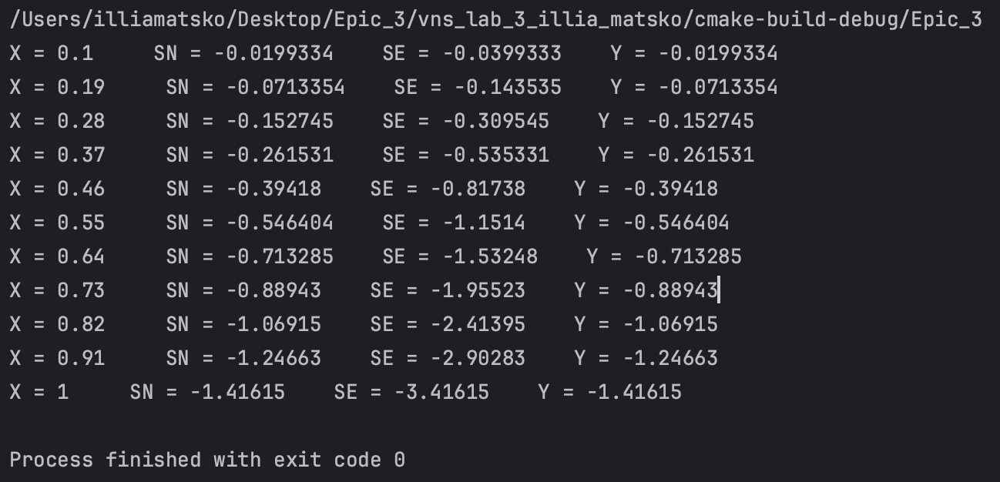 /Users/illiamatsko/Desktop/Epic_3/vns_lab_3_illia_matsko/cmake-build-debug/Epic_3
X = 0.1     SN = -0.0199334    SE = -0.0399333    Y = -0.0199334
X = 0.19     SN = -0.0713354    SE = -0.143535    Y = -0.0713354
X = 0.28     SN = -0.152745    SE = -0.309545    Y = -0.152745
X = 0.37     SN = -0.261531    SE = -0.535331    Y = -0.261531
X = 0.46     SN = -0.39418    SE = -0.81738    Y = -0.39418
X = 0.55     SN = -0.546404    SE = -1.1514    Y = -0.546404
X = 0.64     SN = -0.713285    SE = -1.53248    Y = -0.713285
X = 0.73     SN = -0.88943    SE = -1.95523    Y = -0.88943
X = 0.82     SN = -1.06915    SE = -2.41395    Y = -1.06915
X = 0.91     SN = -1.24663    SE = -2.90283    Y = -1.24663
X = 1     SN = -1.41615    SE = -3.41615    Y = -1.41615
Process finished with exit code 0